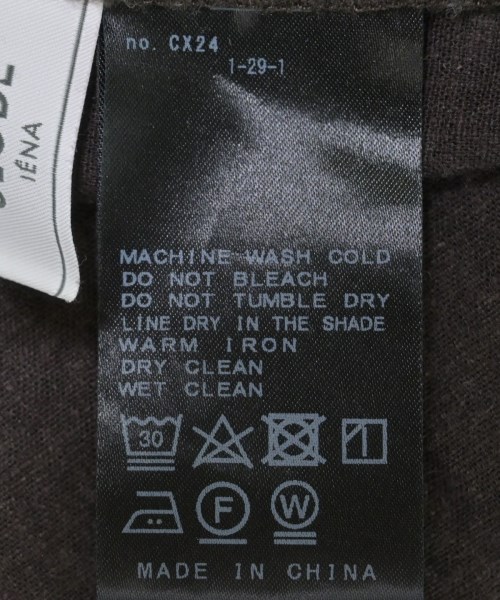 IÉNA
no. CX24
1-29-1
MACHINE WASH COLD
DO NOT BLEACH
DO NOT TUMBLE DRY
LINE DRY IN THE SHADE
WARM IRON
DRY CLEAN
WET CLEAN
30
F
W
MADE IN CHINA